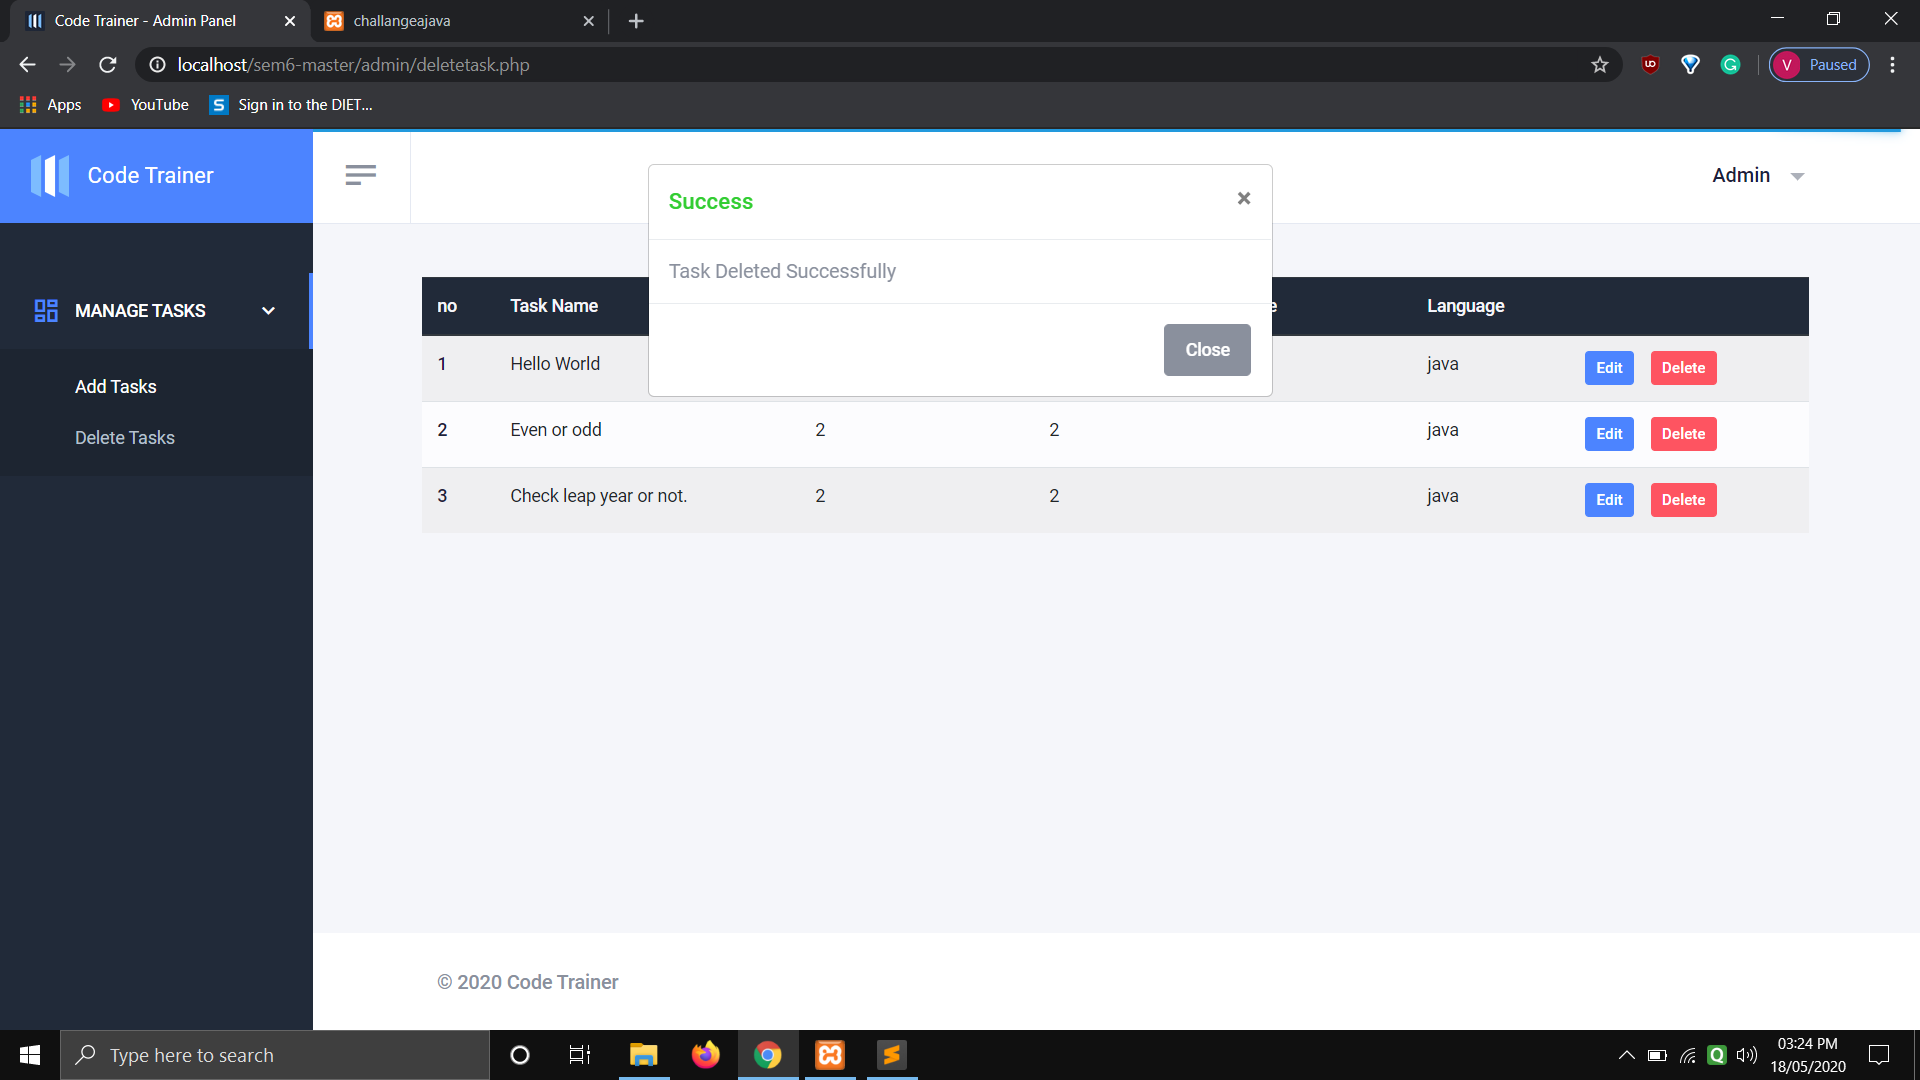 Code Trainer - Admin Panel
challangeajava
localhost/sem6-master/admin/deletetask.php
Paused
V
Apps
YouTube
S
Sign in to the DIET...
Code Trainer
Admin
Success
×
Task Deleted Successfully
Close
MANAGE TASKS
Add Tasks
Delete Tasks
no Task Name e Language
1 Hello World java Edit Delete
2 Even or odd 2 2 java Edit Delete
3 Check leap year or not. 2 2 java Edit Delete
© 2020 Code Trainer
Type here to search
03:24 PM
18/05/2020